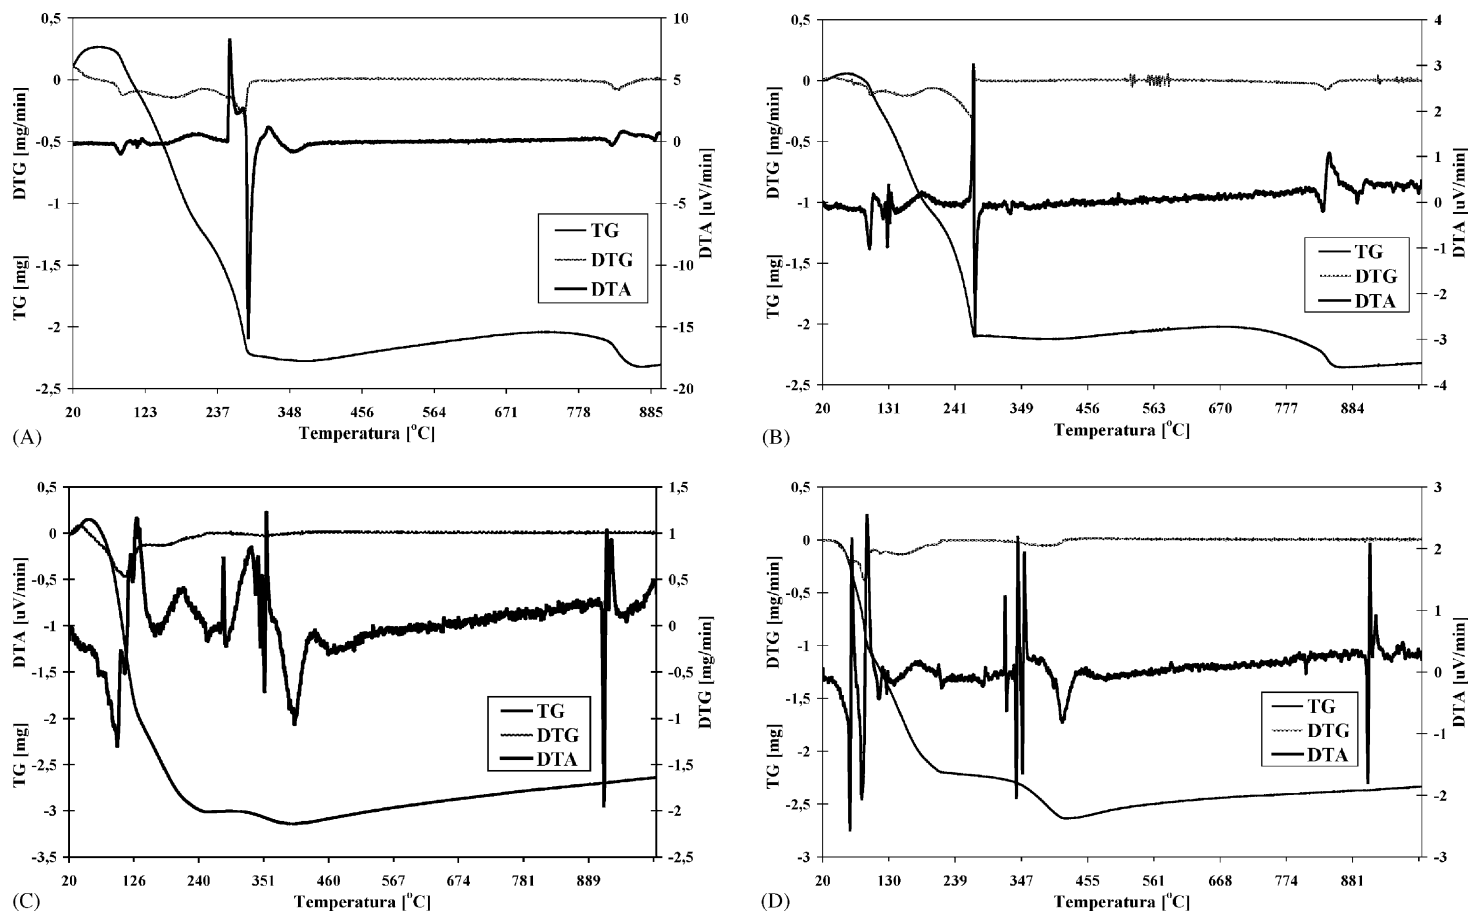 0,5
0
-0,5
-1
-1,5
-2
-2,5
DTG [mg/min]
TG [mg]
10
5
0
-5
-10
-15
-20
DTA [uV/min]
TG
DTG
DTA
20 123 237 348 456 564 671 778 885
Temperatura [°C]
(A)
0,5
0
-0,5
-1
-1,5
-2
-2,5
DTG [mg/min]
TG [mg]
4
3
2
1
0
-1
-2
-3
-4
DTA [uV/min]
TG
DTG
DTA
20 131 241 349 456 563 670 777 884
Temperatura [°C]
(B)
0,5
0
-0,5
-1
-1,5
-2
-2,5
-3
-3,5
DTA [uV/min]
TG [mg]
1,5
1
0,5
0
-0,5
-1
-1,5
-2
-2,5
DTG [mg/min]
TG
DTG
DTA
20 126 240 351 460 567 674 781 889
Temperatura [°C]
(C)
0,5
0
-0,5
-1
-1,5
-2
-2,5
-3
DTG [mg/min]
TG [mg]
3
2
1
0
-1
-2
-3
DTA [uV/min]
TG
DTG
DTA
20 130 239 347 455 562 668 775 881
Temperatura [°C]
(D)